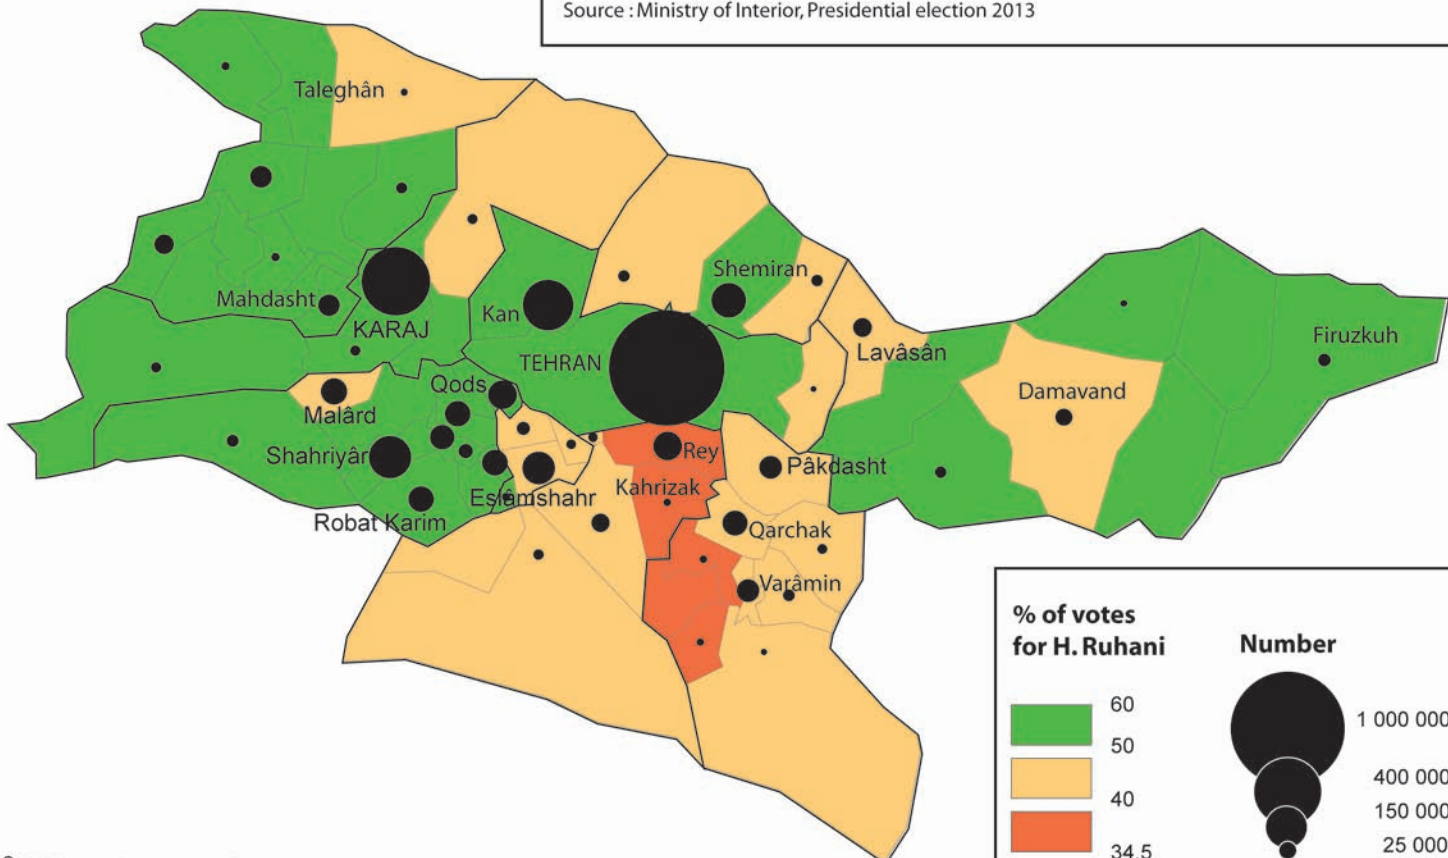 Source : Ministry of Interior, Presidential election 2013
Taleghân
Shemiran
Mahdasht
Kan
KARAJ
Firuzkuh
Lavâsân
TEHRAN
Qods
Damavand
Malârd
Rey
Shahriyâr
Pâkdasht
Kahrizak
Eslâmshahr
Robat Karim
Qarchak
Varâmin
% of votes
for H. Ruhani
Number
60
50
40
34.5
1 000 000
400 000
150 000
25 000